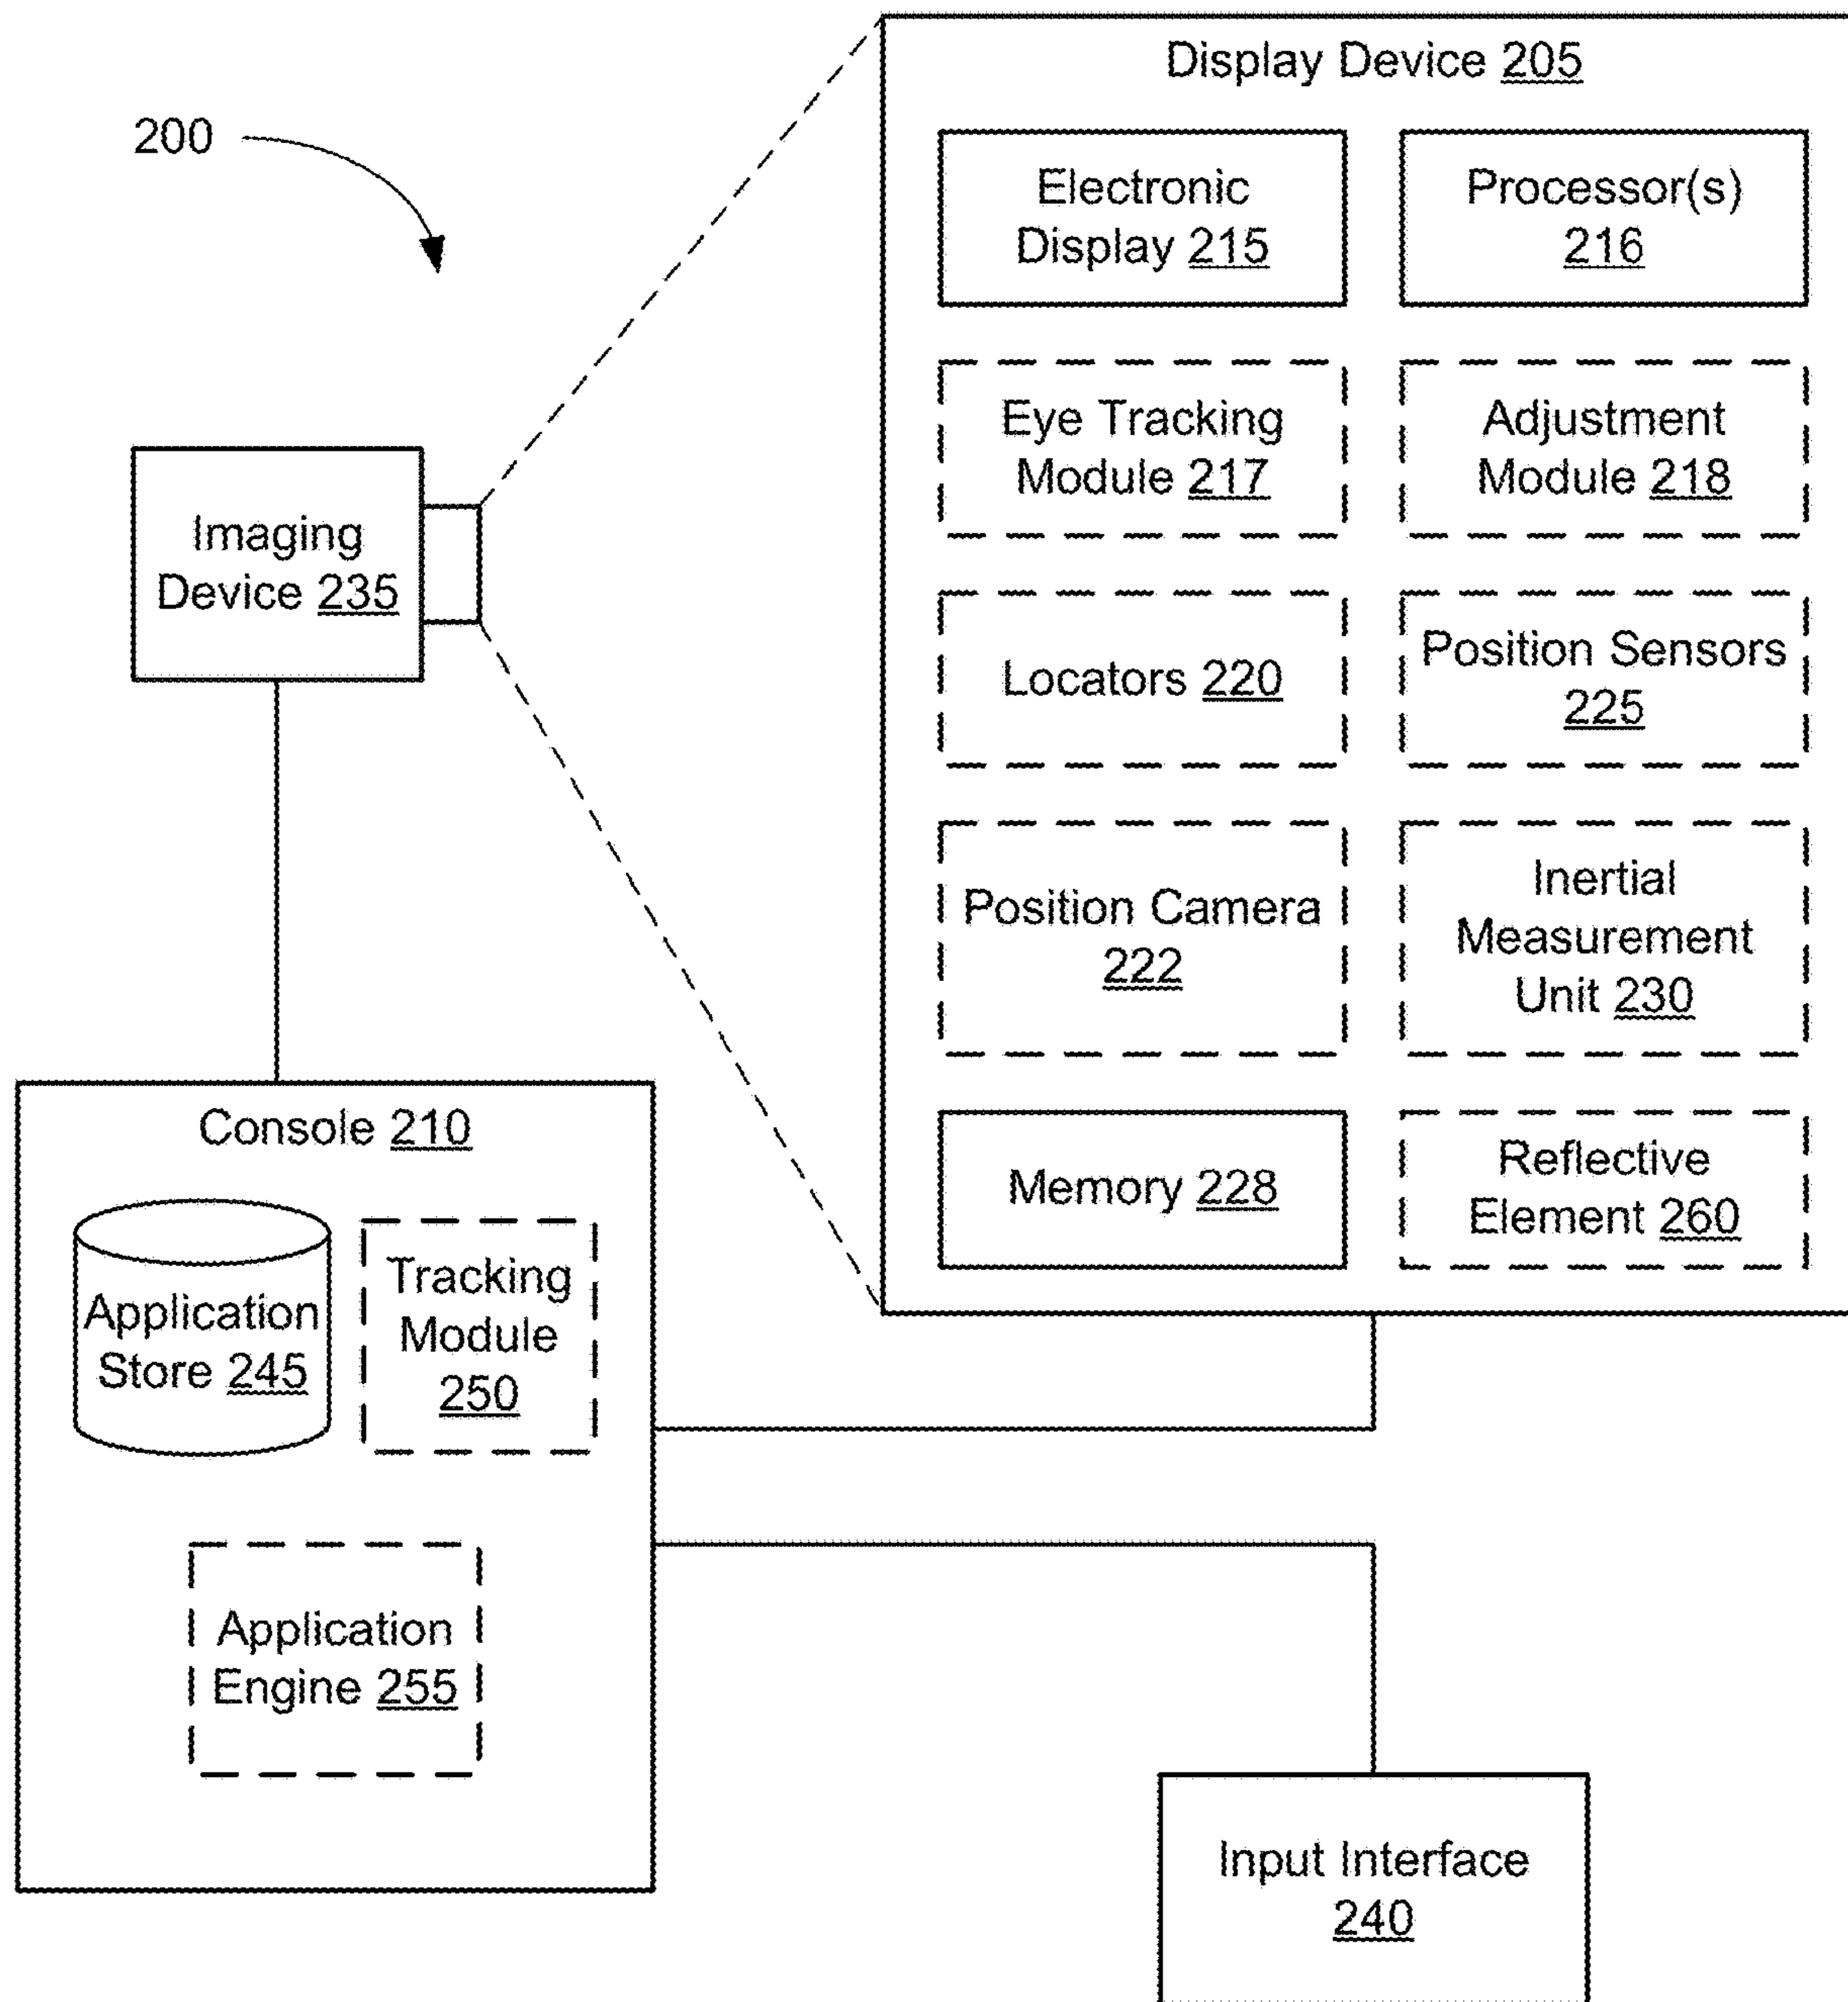 Display Device 205
200
Electronic
Display 215
Processor(s)
216
Eye Tracking
Module 217
Adjustment
Module 218
Imaging
Device 235
Locators 220
Position Sensors
225
Position Camera
222
Inertial
Measurement
Unit 230
Console 210
Memory 228
Reflective
Element 260
Application
Store 245
Tracking
Module
250
Application
Engine 255
Input Interface
240